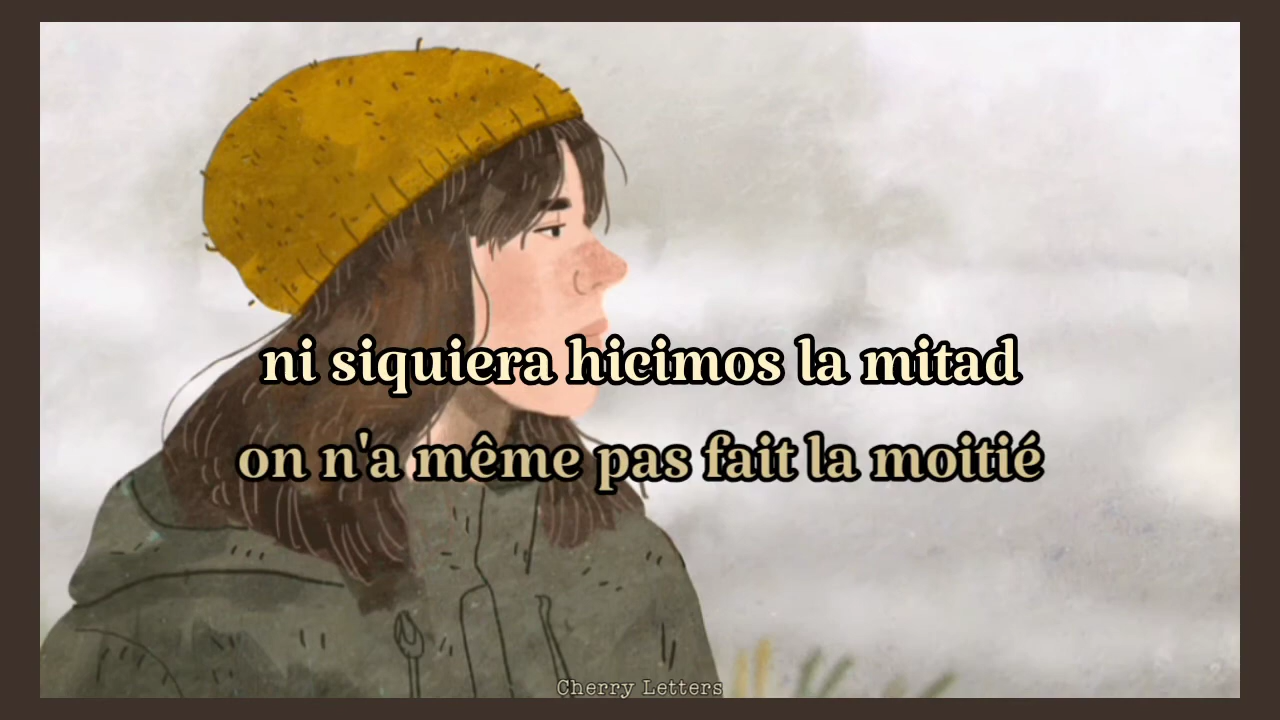 ni siquiera hicimos la mitad
on n'a même pas fait la moitié
Cherry Letters